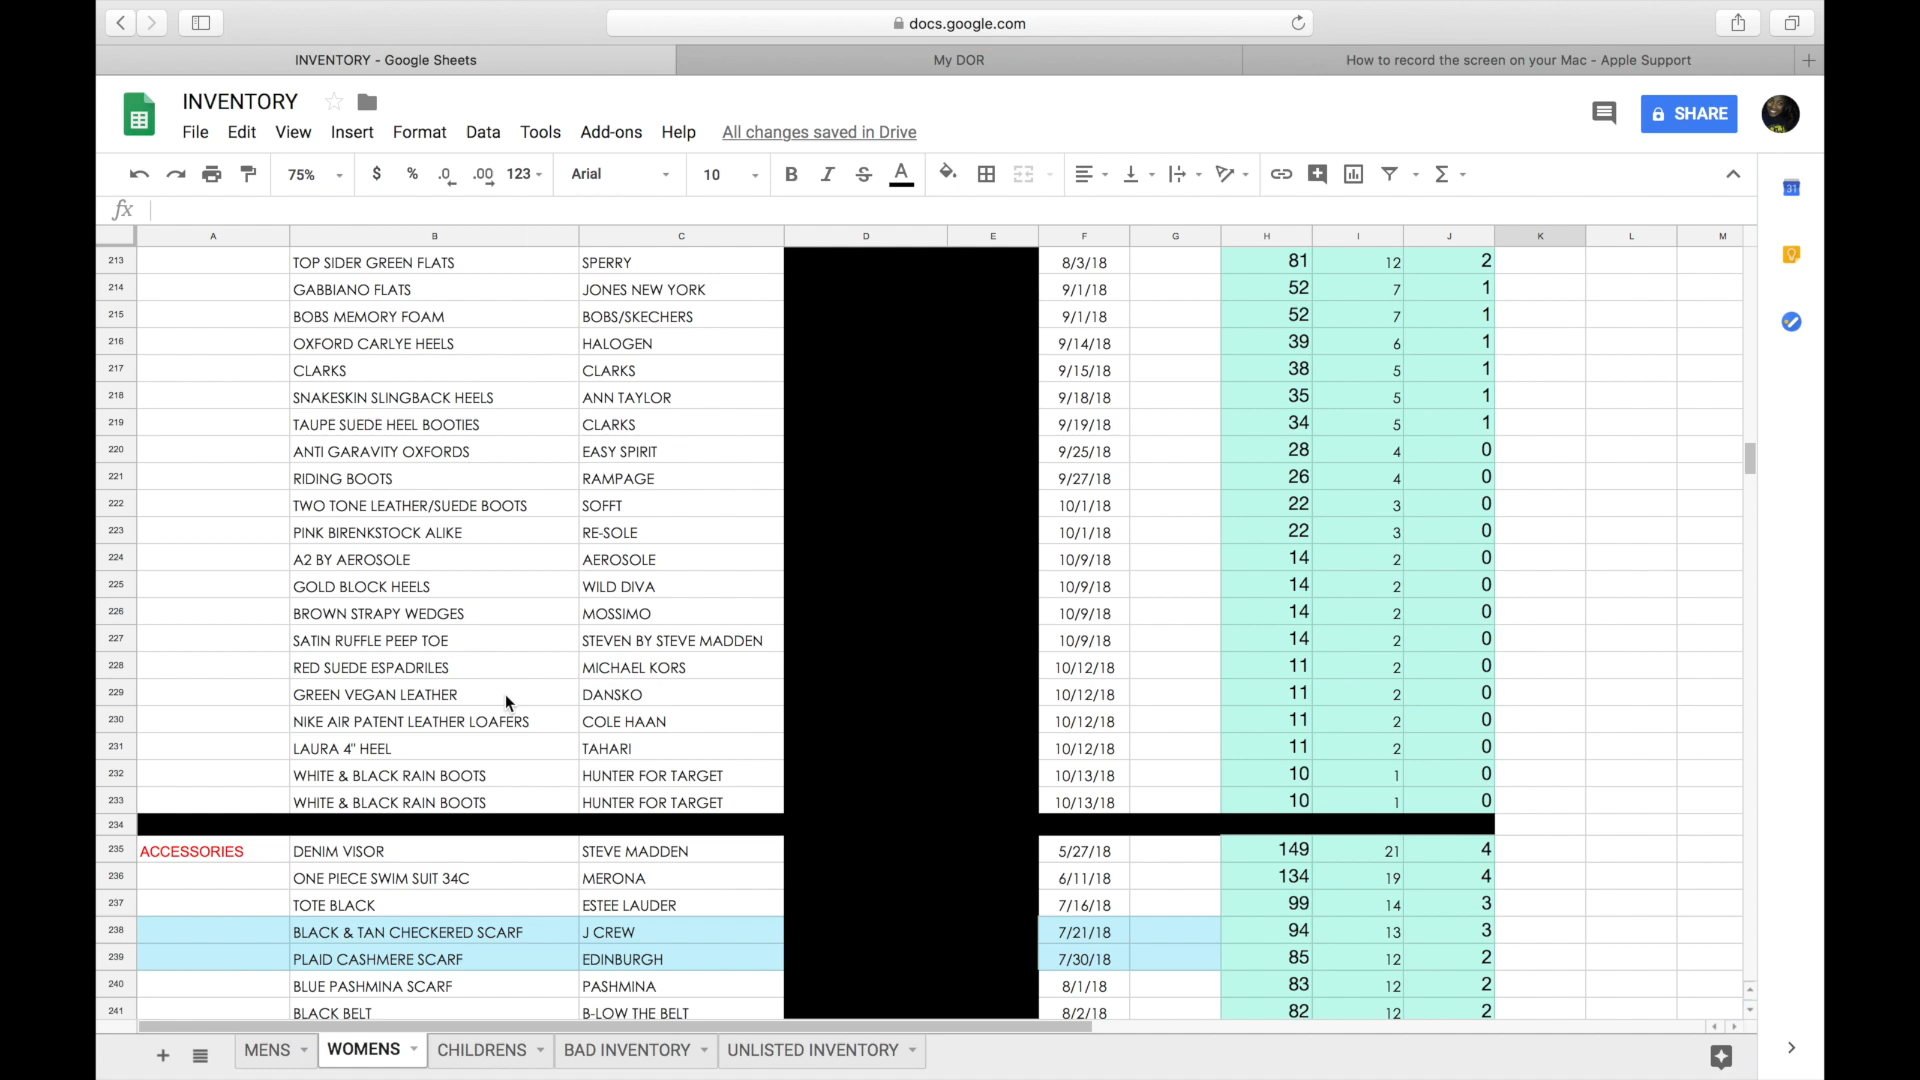 docs.google.com
INVENTORY - Google Sheets My DOR How to record the screen on your Mac - Apple Support
INVENTORY
SHARE
File Edit View Insert Format Data Tools Add-ons Help All changes saved in Drive
75% $ % .0 .00 123 Arial 10 B I S A Σ
31
fx
A B C D E F G H I J K L M
213 TOP SIDER GREEN FLATS SPERRY 8/3/18 81 12 2
214 GABBIANO FLATS JONES NEW YORK 9/1/18 52 7 1
215 BOBS MEMORY FOAM BOBS/SKECHERS 9/1/18 52 7 1
216 OXFORD CARLYE HEELS HALOGEN 9/14/18 39 6 1
217 CLARKS CLARKS 9/15/18 38 5 1
218 SNAKESKIN SLINGBACK HEELS ANN TAYLOR 9/18/18 35 5 1
219 TAUPE SUEDE HEEL BOOTIES CLARKS 9/19/18 34 5 1
220 ANTI GARAVITY OXFORDS EASY SPIRIT 9/25/18 28 4 0
221 RIDING BOOTS RAMPAGE 9/27/18 26 4 0
222 TWO TONE LEATHER/SUEDE BOOTS SOFFT 10/1/18 22 3 0
223 PINK BIRENKSTOCK ALIKE RE-SOLE 10/1/18 22 3 0
224 A2 BY AEROSOLE AEROSOLE 10/9/18 14 2 0
225 GOLD BLOCK HEELS WILD DIVA 10/9/18 14 2 0
226 BROWN STRAPY WEDGES MOSSIMO 10/9/18 14 2 0
227 SATIN RUFFLE PEEP TOE STEVEN BY STEVE MADDEN 10/9/18 14 2 0
228 RED SUEDE ESPADRILES MICHAEL KORS 10/12/18 11 2 0
229 GREEN VEGAN LEATHER DANSKO 10/12/18 11 2 0
230 NIKE AIR PATENT LEATHER LOAFERS COLE HAAN 10/12/18 11 2 0
231 LAURA 4" HEEL TAHARI 10/12/18 11 2 0
232 WHITE & BLACK RAIN BOOTS HUNTER FOR TARGET 10/13/18 10 1 0
233 WHITE & BLACK RAIN BOOTS HUNTER FOR TARGET 10/13/18 10 1 0
234
235 ACCESSORIES DENIM VISOR STEVE MADDEN 5/27/18 149 21 4
236 ONE PIECE SWIM SUIT 34C MERONA 6/11/18 134 19 4
237 TOTE BLACK ESTEE LAUDER 7/16/18 99 14 3
238 BLACK & TAN CHECKERED SCARF J CREW 7/21/18 94 13 3
239 PLAID CASHMERE SCARF EDINBURGH 7/30/18 85 12 2
240 BLUE PASHMINA SCARF PASHMINA 8/1/18 83 12 2
241 BLACK BELT B-LOW THE BELT 8/2/18 82 12 2
MENS WOMENS CHILDRENS BAD INVENTORY UNLISTED INVENTORY